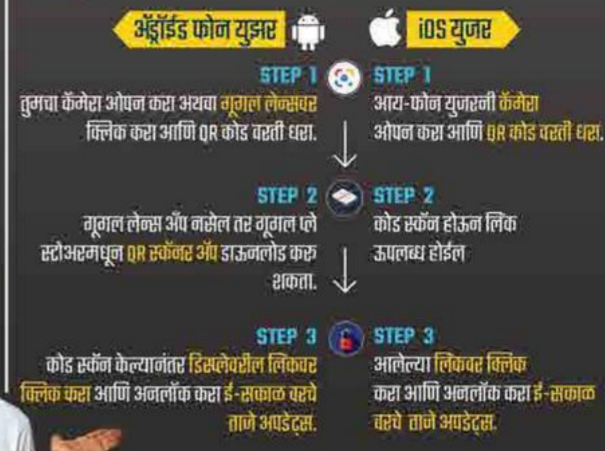 अँड्रॉईड फोन युझर
STEP 1
तुमचा कॅमेरा ओपन करा अथवा गूगल लेन्सवर
क्लिक करा आणि QR कोड वरती धरा.
STEP 2
गूगल लेन्स अ‍ॅप नसेल तर गूगल प्ले
स्टोअरमधून QR स्कॅनर अ‍ॅप डाऊनलोड करू
शकता.
STEP 3
कोड स्कॅन केल्यानंतर डिस्प्लेवरील लिंकवर
क्लिक करा आणि अनलॉक करा ई-सकाळ वरचे
ताजे अपडेट्स.
iOS युजर
STEP 1
आय-फोन युजरनी कॅमेरा
ओपन करा आणि QR कोड वरती धरा.
STEP 2
कोड स्कॅन होऊन लिंक
उपलब्ध होईल
STEP 3
आलेल्या लिंकवर क्लिक
करा आणि अनलॉक करा ई-सकाळ
वरचे ताजे अपडेट्स.